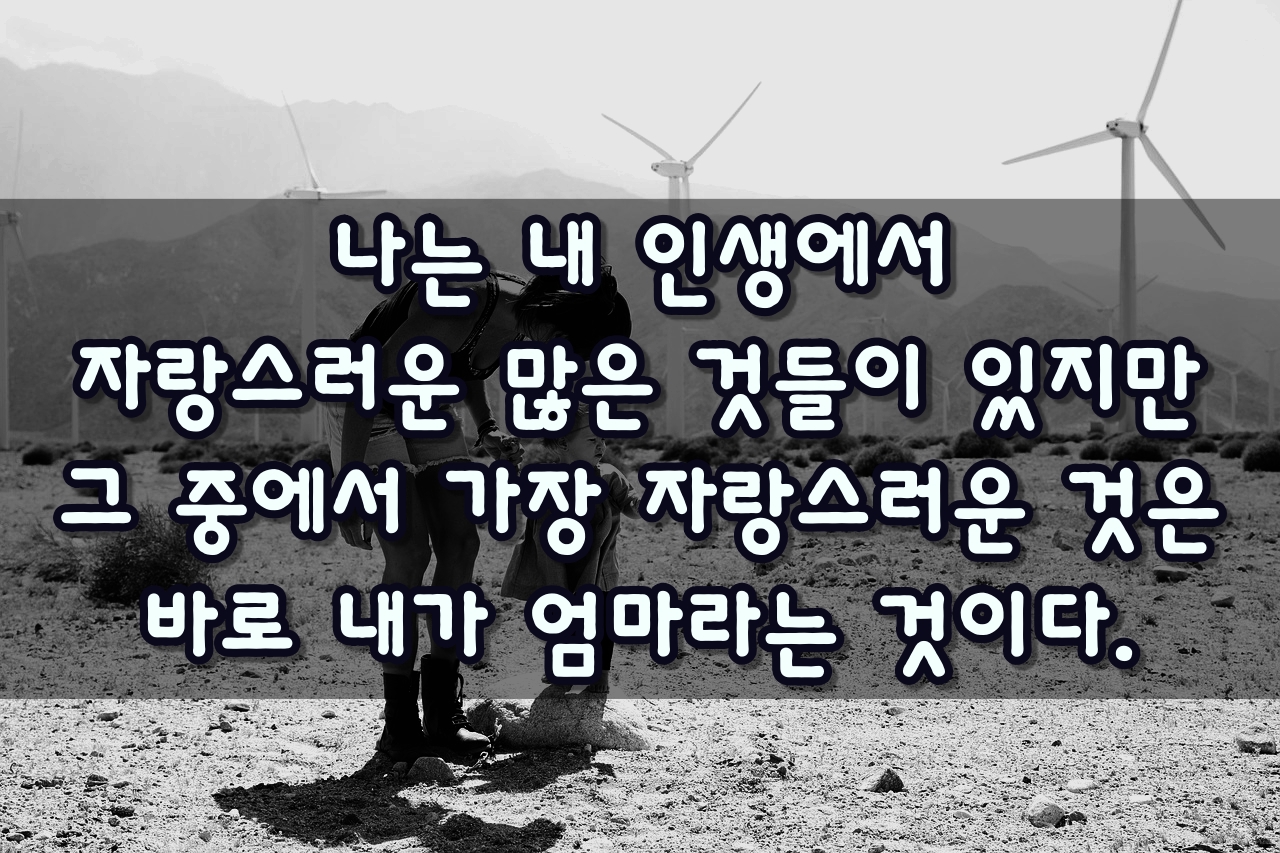 나는 내 인생에서
자랑스러운 많은 것들이 있지만
그 중에서 가장 자랑스러운 것은
바로 내가 엄마라는 것이다.